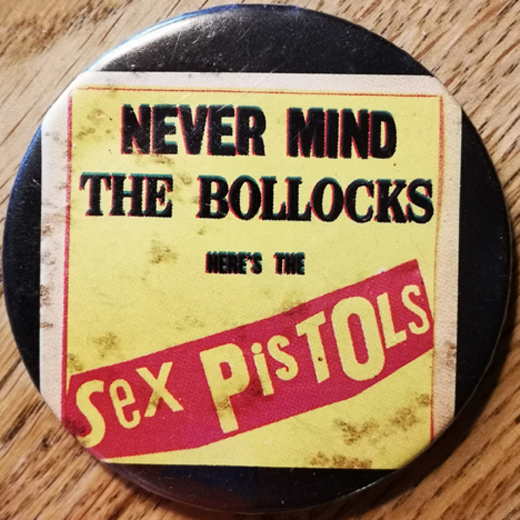 NEVER MIND
THE BOLLOCKS
HERE'S THE
Sex PisTOLs